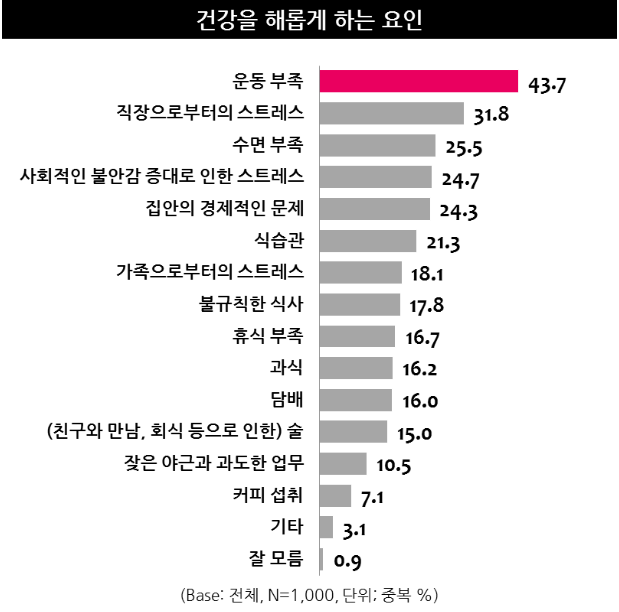 건강을 해롭게 하는 요인
운동 부족 43.7
직장으로부터의 스트레스 31.8
수면 부족 25.5
사회적인 불안감 증대로 인한 스트레스 24.7
집안의 경제적인 문제 24.3
식습관 21.3
가족으로부터의 스트레스 18.1
불규칙한 식사 17.8
휴식 부족 16.7
과식 16.2
담배 16.0
(친구와 만남, 회식 등으로 인한) 술 15.0
잦은 야근과 과도한 업무 10.5
커피 섭취 7.1
기타 3.1
잘 모름 0.9
(Base: 전체, N=1,000, 단위; 중복 %)